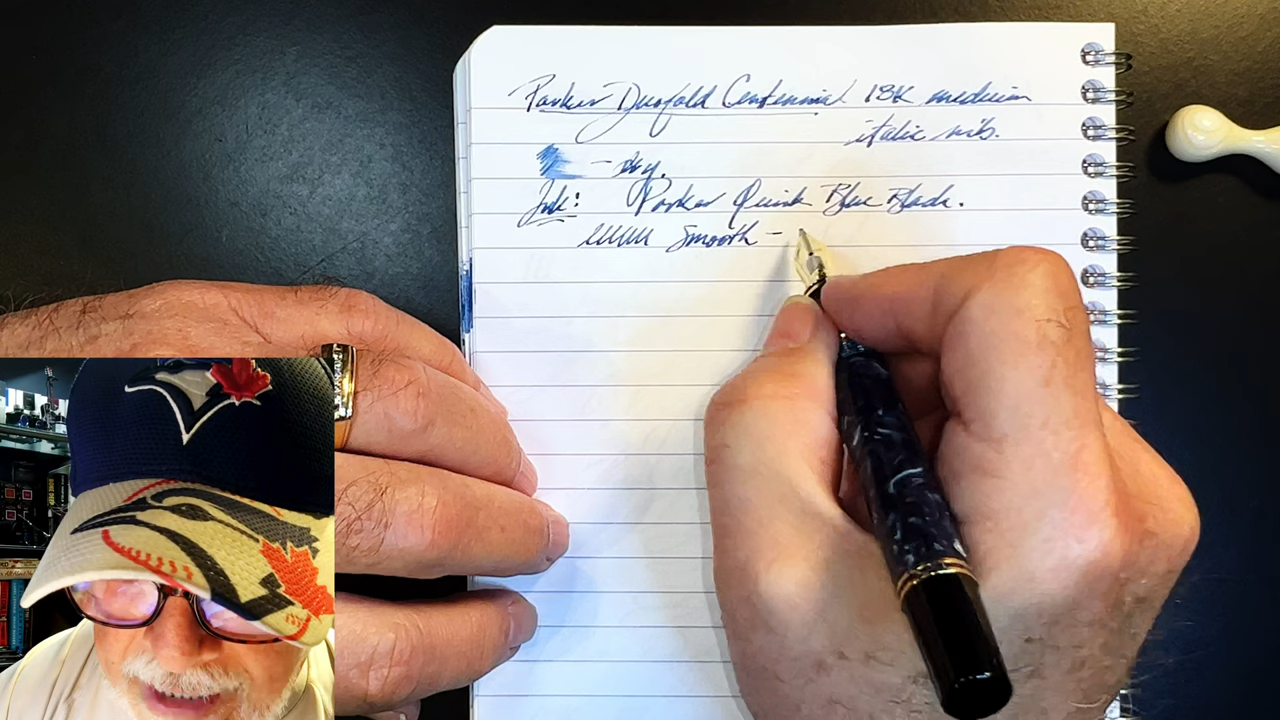 Parker Duofold Centennial 18K medium
italic nib.
- dry.
Ink: Parker Quink Blue Black.
Smooth -